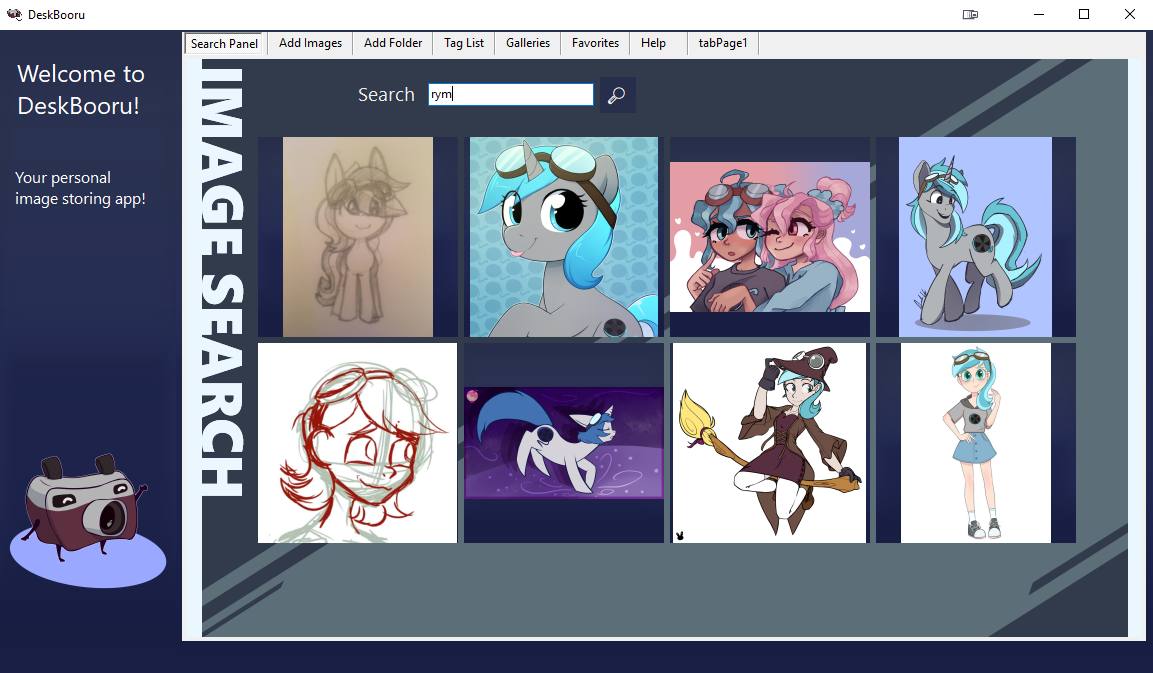 DeskBooru
Search Panel
Add Images
Add Folder
Tag List
Galleries
Favorites
Help
tabPage1
Welcome to
DeskBooru!
Your personal
image storing app!
IMAGE SEARCH
Search
rym